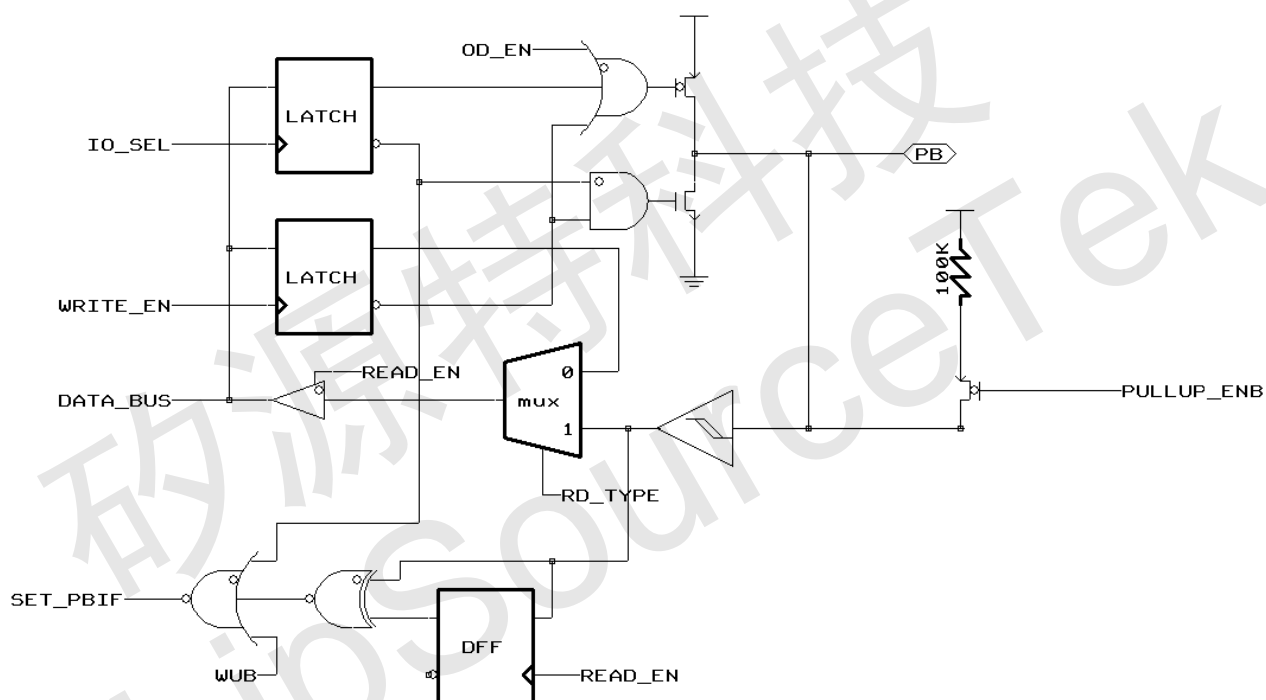 OD_EN
LATCH
IO_SEL
PB
LATCH
100K
WRITE_EN
READ_EN
0
DATA_BUS
mux
PULLUP_ENB
1
RD_TYPE
SET_PBIF
DFF
WUB
READ_EN
矽源特科技
ipSourceTek